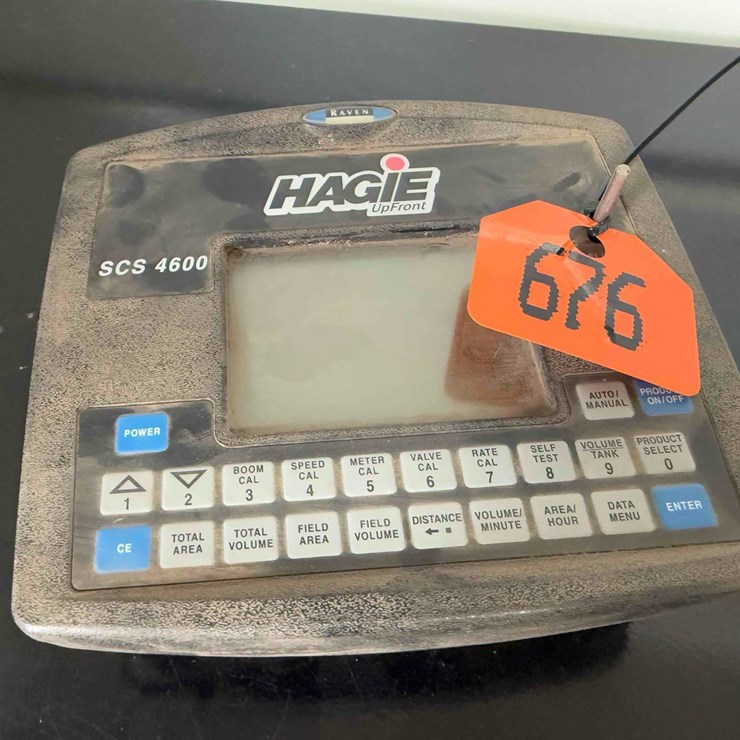 RAVEN
HAGIE
UpFront
SCS 4600
676
AUTO/
MANUAL
ON/OFF
POWER
1
2
BOOM
CAL
3
SPEED
CAL
4
METER
CAL
5
VALVE
CAL
6
RATE
CAL
7
SELF
TEST
8
VOLUME
TANK
9
PRODUCT
SELECT
0
CE
TOTAL
AREA
TOTAL
VOLUME
FIELD
AREA
FIELD
VOLUME
DISTANCE
VOLUME/
MINUTE
AREA/
HOUR
DATA
MENU
ENTER